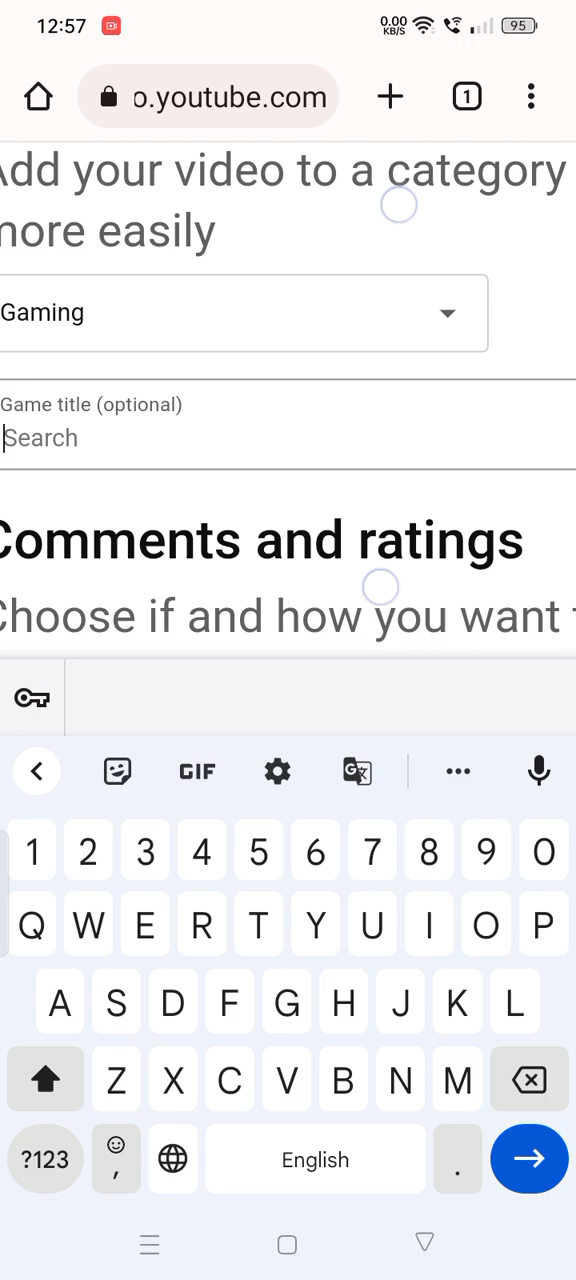 12:57
0.00
KB/S
95
o.youtube.com
1
Add your video to a category
more easily
Gaming
Game title (optional)
Search
Comments and ratings
Choose if and how you want
GIF
1 2 3 4 5 6 7 8 9 0
Q W E R T Y U I O P
A S D F G H J K L
Z X C V B N M
?123 , English .